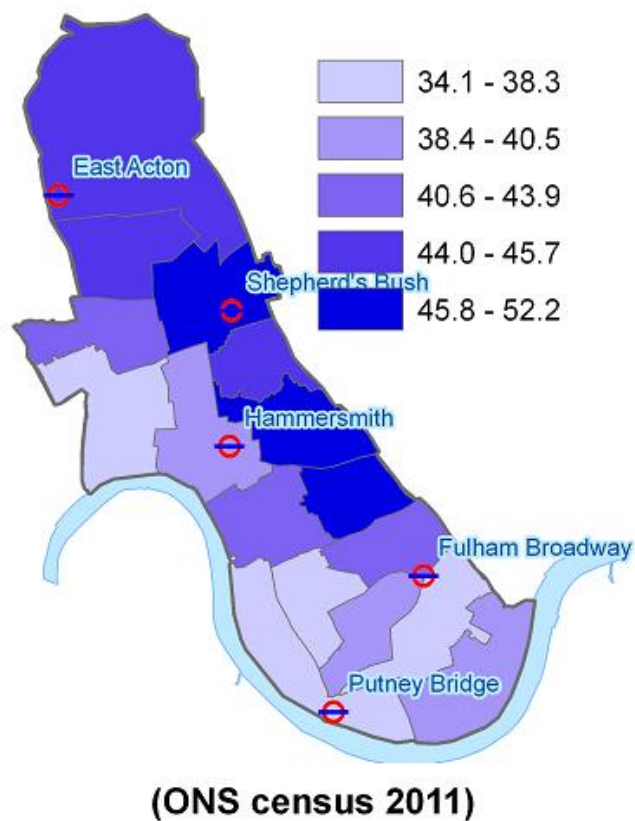 34.1 - 38.3
38.4 - 40.5
East Acton
40.6 - 43.9
44.0 - 45.7
Shepherd's Bush
45.8 - 52.2
Hammersmith
Fulham Broadway
Putney Bridge
(ONS census 2011)